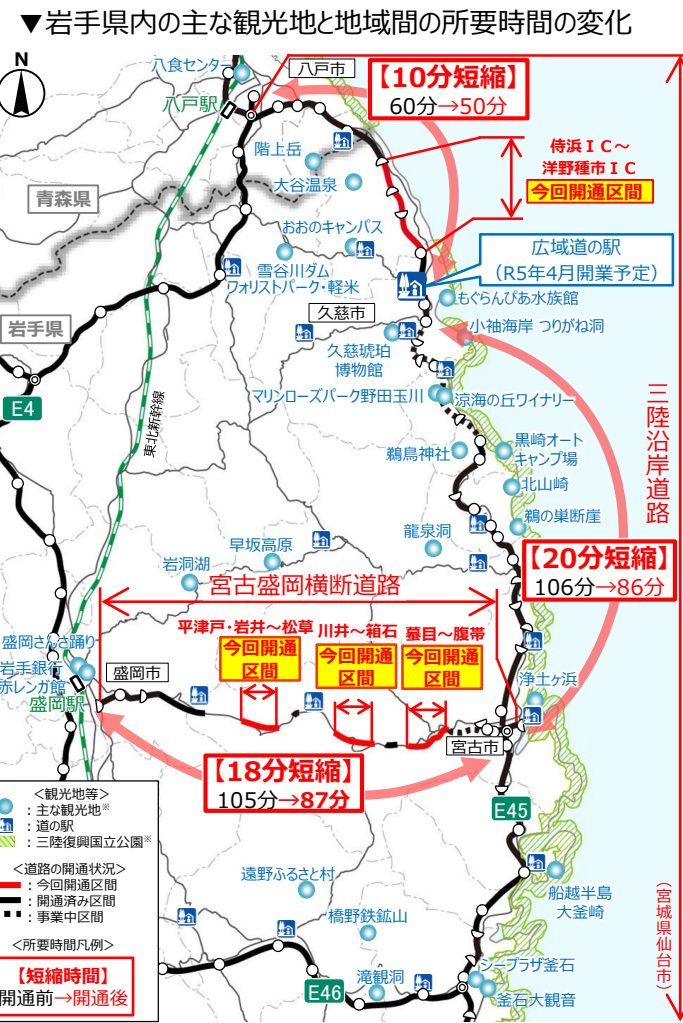 ▼岩手県内の主な観光地と地域間の所要時間の変化
N
八食センター
八戸市
八戸駅
【10分短縮】
60分→50分
階上岳
大谷温泉
侍浜ＩＣ～
洋野種市ＩＣ
今回開通区間
青森県
おおのキャンパス
雪谷川ダム
フォリストパーク・軽米
広域道の駅
（R5年4月開業予定）
もぐらんぴあ水族館
岩手県
久慈市
小袖海岸 つりがね洞
久慈琥珀
博物館
E4
東北新幹線
マリンローズパーク野田玉川
涼海の丘ワイナリー
三陸沿岸道路
鵜鳥神社
黒崎オート
キャンプ場
北山崎
鵜の巣断崖
龍泉洞
早坂高原
岩洞湖
【20分短縮】
106分→86分
宮古盛岡横断道路
平津戸・岩井～松草
今回開通
区間
川井～箱石
今回開通
区間
蟇目～腹帯
今回開通
区間
盛岡さんさ踊り
岩手銀行
赤レンガ館
盛岡駅
盛岡市
浄土ヶ浜
宮古市
【18分短縮】
105分→87分
E45
＜観光地等＞
：主な観光地※
：道の駅
：三陸復興国立公園※
＜道路の開通状況＞
：今回開通区間
：開通済み区間
：事業中区間
＜所要時間凡例＞
【短縮時間】
開通前→開通後
遠野ふるさと村
橋野鉄鉱山
船越半島
大釜崎
（宮城県仙台市）
E46
滝観洞
シープラザ釜石
釜石大観音